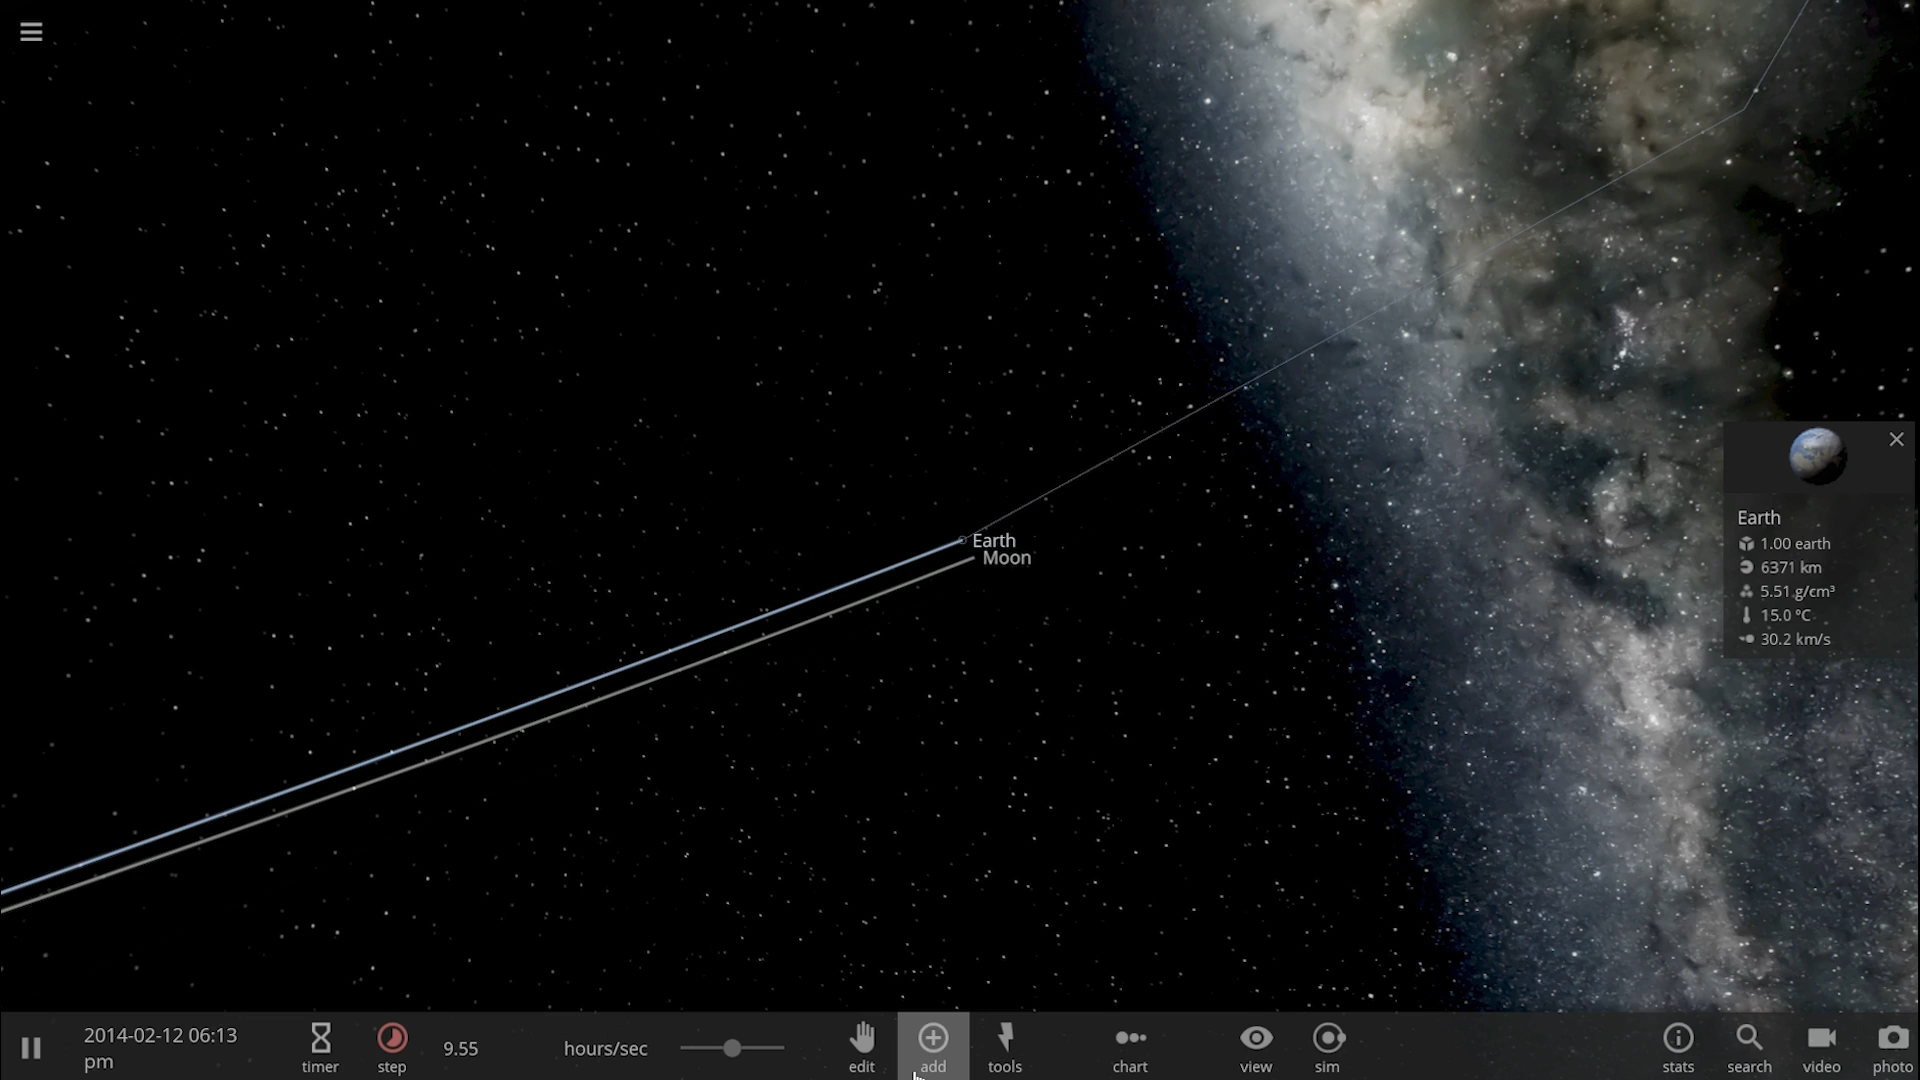 Earth
Moon
Earth
1.00 earth
6371 km
5.51 g/cm³
15.0 °C
30.2 km/s
2014-02-12 06:13
pm
timer
step
9.55
hours/sec
edit
add
tools
chart
view
sim
stats
search
video
photo